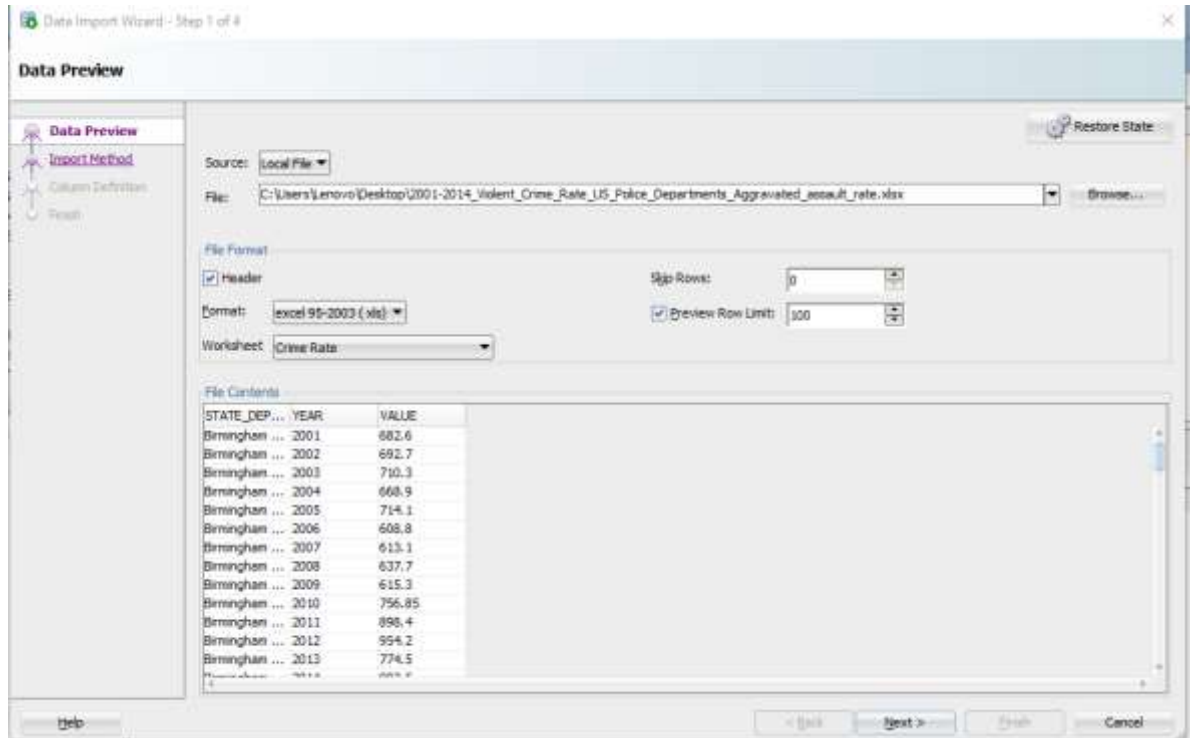 Data Import Wizard - Step 1 of 4
Data Preview
Data Preview
Import Method
Column Definition
Finish
Restore State
Source: Local File
File: C:\Users\Lenovo\Desktop\2001-2014_Violent_Crime_Rate_US_Police_Departments_Aggravated_assault_rate.xlsx Browse...
File Format
Header Skip Rows: 0
Format: excel 95-2003 (xls) Preview Row Limit: 100
Worksheet Crime Rate
File Contents
STATE_DEP... YEAR VALUE
Birmingham ... 2001 682.6
Birmingham ... 2002 692.7
Birmingham ... 2003 710.3
Birmingham ... 2004 668.9
Birmingham ... 2005 714.1
Birmingham ... 2006 608.8
Birmingham ... 2007 613.1
Birmingham ... 2008 637.7
Birmingham ... 2009 615.3
Birmingham ... 2010 756.85
Birmingham ... 2011 898.4
Birmingham ... 2012 954.2
Birmingham ... 2013 774.5
Help < Back Next > Finish Cancel